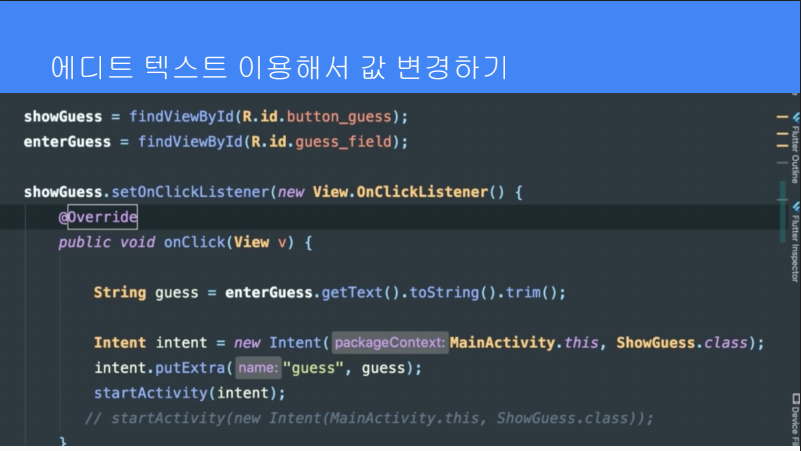 에디트 텍스트 이용해서 값 변경하기
showGuess = findViewById(R.id.button_guess);
enterGuess = findViewById(R.id.guess_field);
showGuess.setOnClickListener(new View.OnClickListener() {
@Override
public void onClick(View v) {
String guess = enterGuess.getText().toString().trim();
Intent intent = new Intent( packageContext: MainActivity.this, ShowGuess.class);
intent.putExtra( name: "guess", guess);
startActivity(intent);
// startActivity(new Intent(MainActivity.this, ShowGuess.class));
}
Flutter Outline
Flutter Inspector